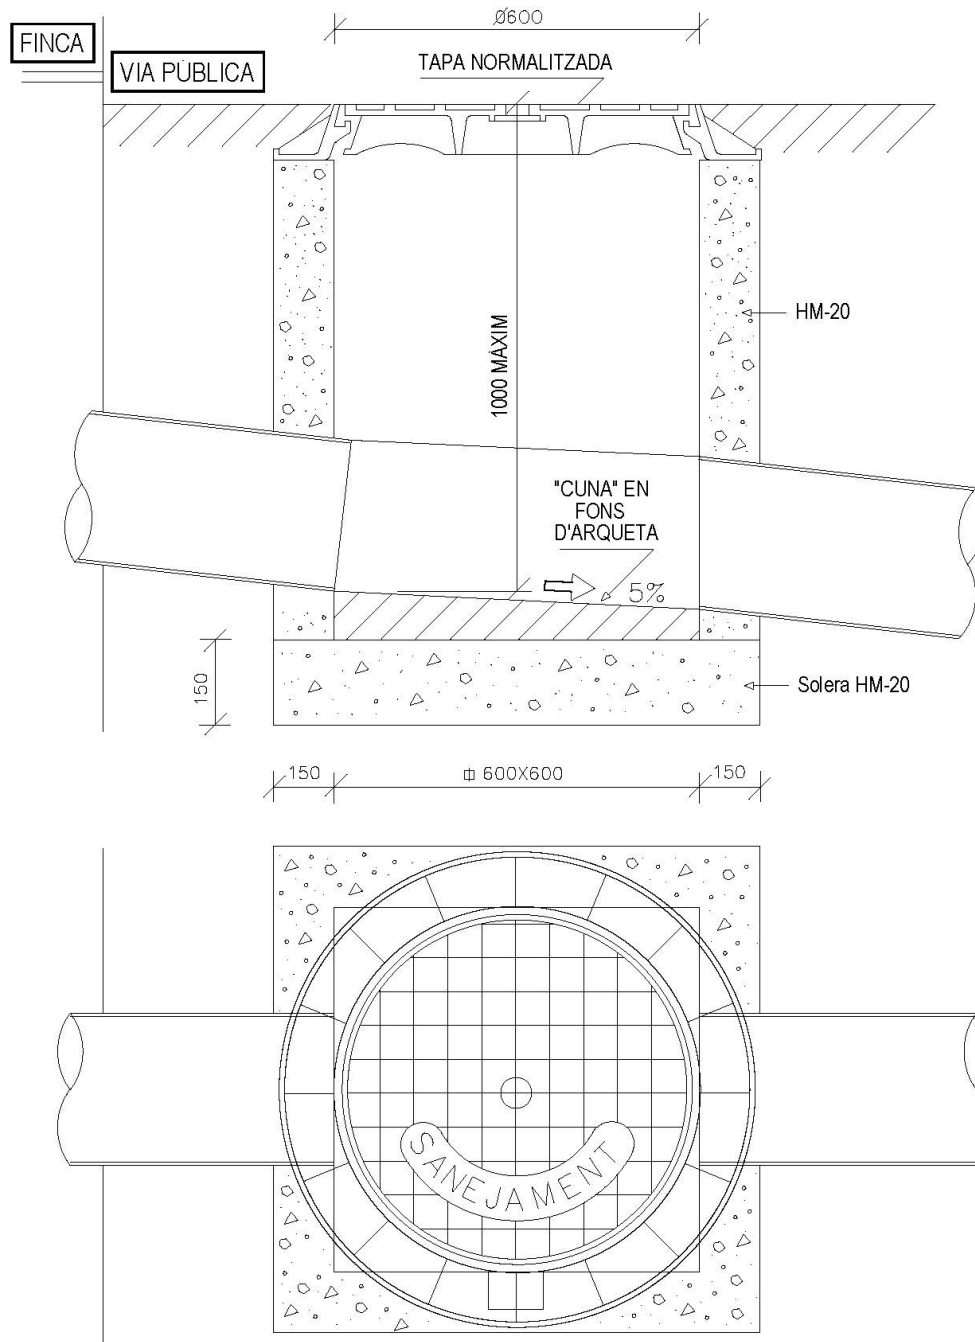 Ø600
FINCA
VIA PÚBLICA
TAPA NORMALITZADA
HM-20
1000 MÀXIM
"CUNA" EN
FONS
D'ARQUETA
5%
150
Solera HM-20
150
⌷ 600X600
150
SANEJAMENT